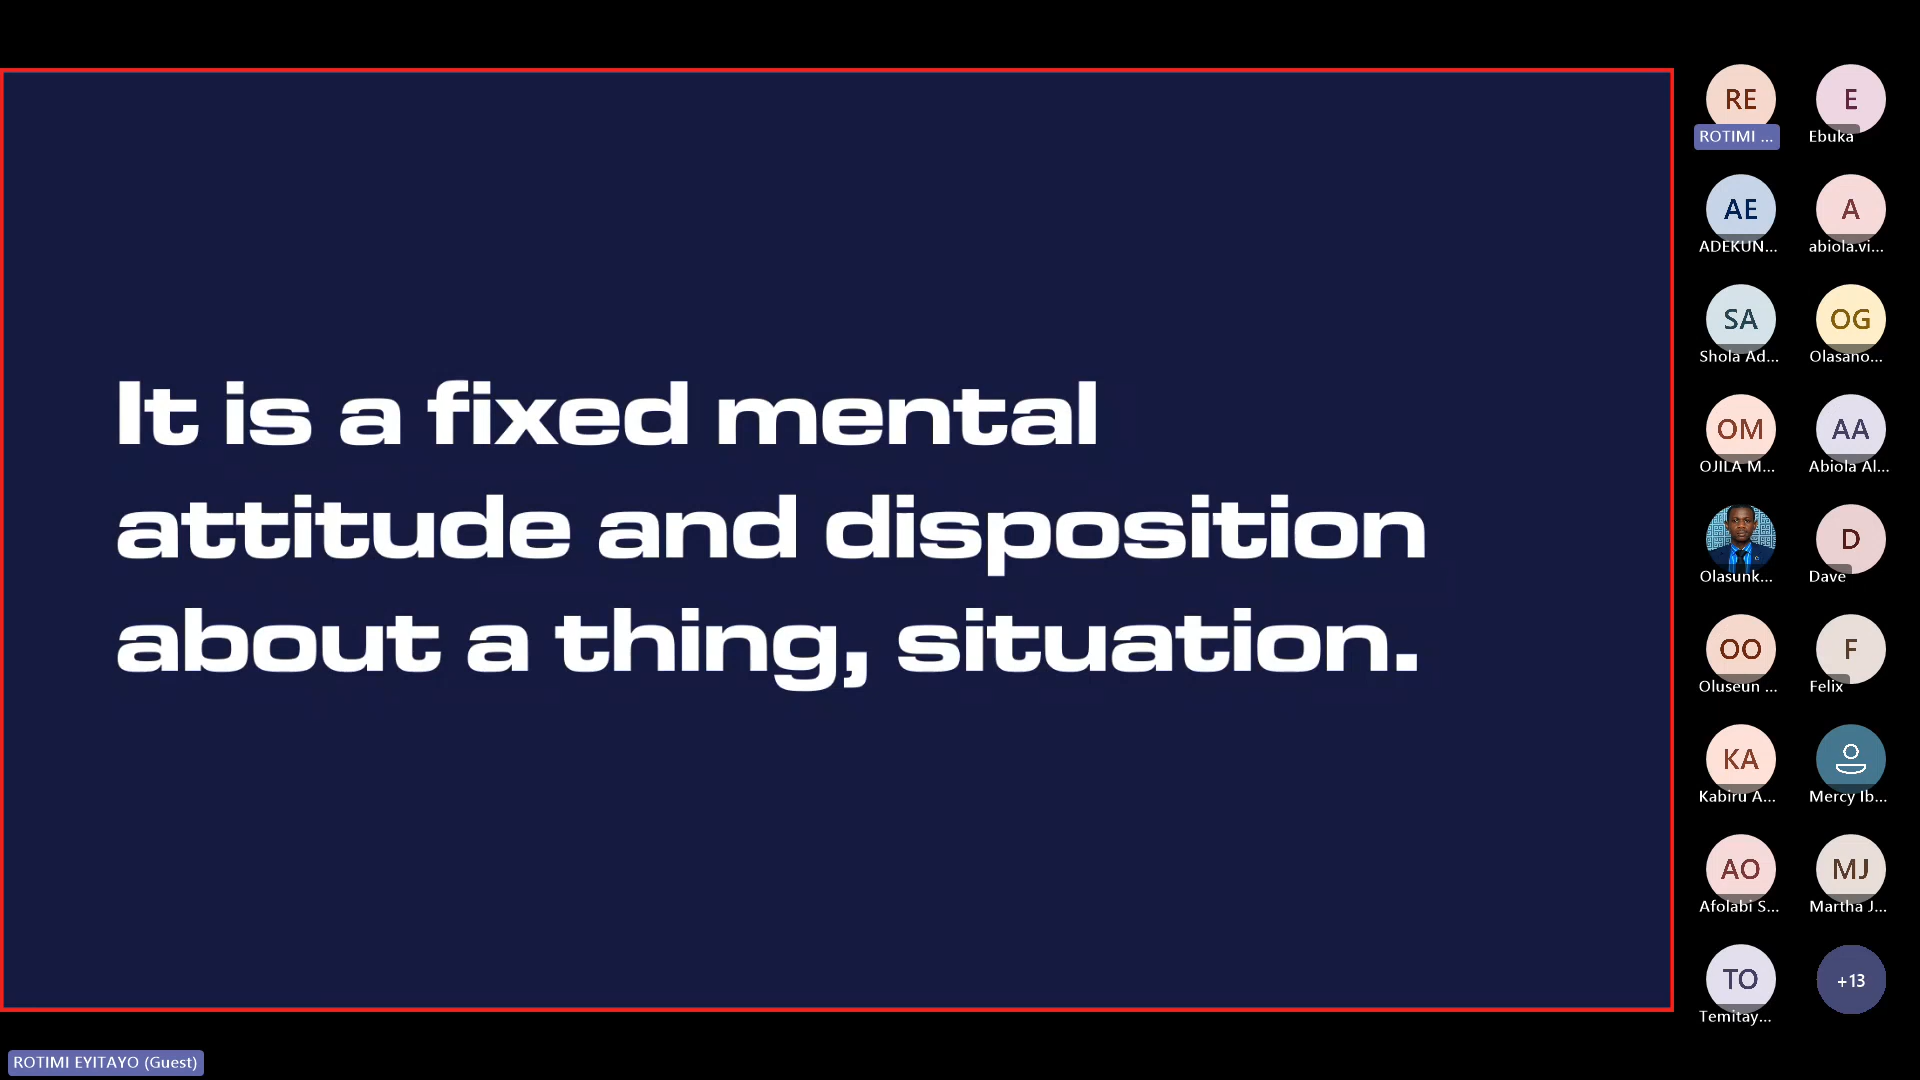 It is a fixed mental
attitude and disposition
about a thing, situation.
RE
ROTIMI ...
E
Ebuka
AE
ADEKUN...
A
abiola.vi...
SA
Shola Ad...
OG
Olasano...
OM
OJILA M...
AA
Abiola Al...
Olasunk...
D
Dave
OO
Oluseun ...
F
Felix
KA
Kabiru A...
Mercy Ib...
AO
Afolabi S...
MJ
Martha J...
TO
Temitay...
+13
ROTIMI EYITAYO (Guest)